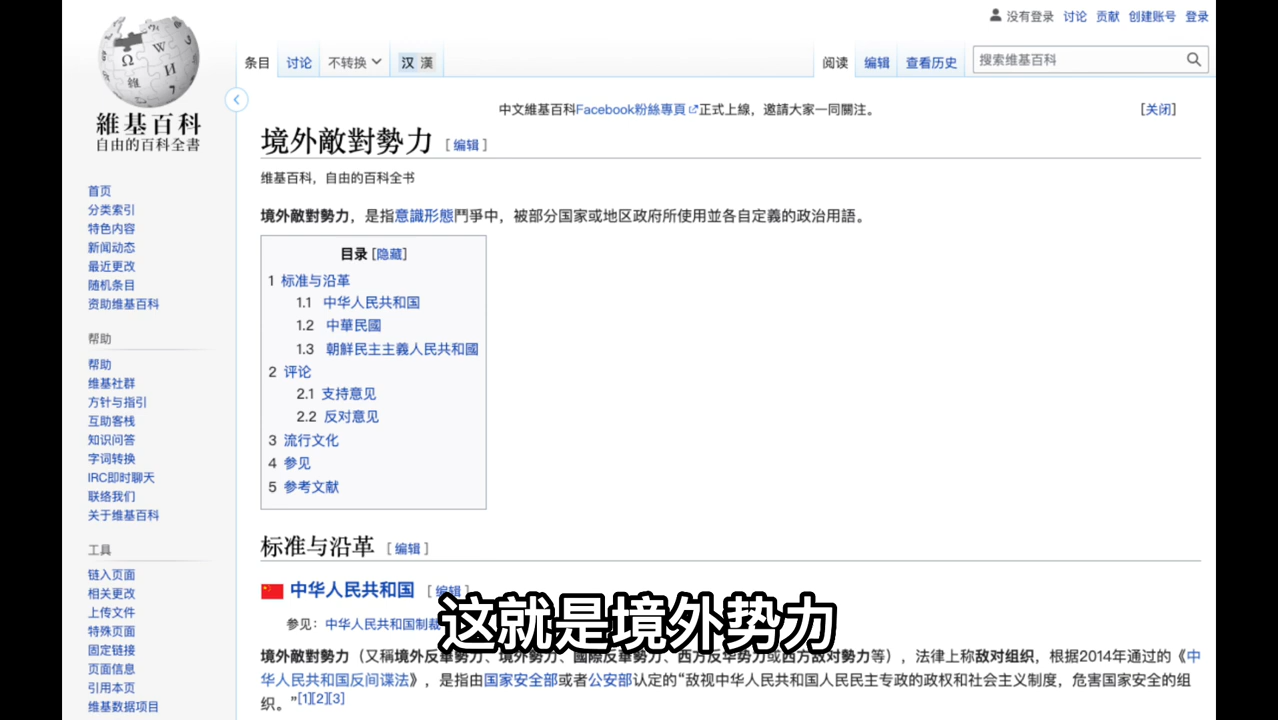 没有登录 讨论 贡献 创建账号 登录
条目 讨论 不转换 汉 漢 阅读 编辑 查看历史 搜索维基百科
維基百科
自由的百科全書
中文維基百科Facebook粉絲專頁正式上線，邀請大家一同關注。 [关闭]
境外敵對勢力 [编辑]
维基百科，自由的百科全书
境外敵對勢力，是指意識形態鬥爭中，被部分国家或地区政府所使用並各自定義的政治用語。
目录 [隐藏]
1 标准与沿革
1.1 中华人民共和国
1.2 中華民國
1.3 朝鮮民主主義人民共和國
2 评论
2.1 支持意见
2.2 反对意见
3 流行文化
4 参见
5 参考文献
首页
分类索引
特色内容
新闻动态
最近更改
随机条目
资助维基百科
帮助
帮助
维基社群
方针与指引
互助客栈
知识问答
字词转换
IRC即时聊天
联络我们
关于维基百科
工具
链入页面
相关更改
上传文件
特殊页面
固定链接
页面信息
引用本页
维基数据项目
标准与沿革 [编辑]
中华人民共和国 [编辑]
参见：中华人民共和国制裁
这就是境外势力
境外敵對勢力（又稱境外反華勢力、境外勢力、國際反華勢力、西方反华势力或西方敌对勢力等），法律上称敌对组织，根据2014年通过的《中
华人民共和国反间谍法》，是指由国家安全部或者公安部认定的“敌视中华人民共和国人民民主专政的政权和社会主义制度，危害国家安全的组
织。”[1][2][3]